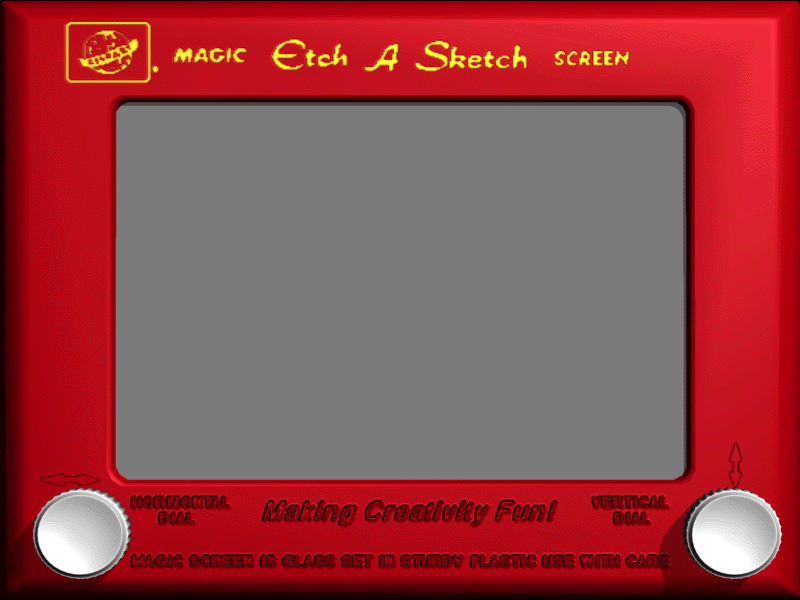 MAGIC Etch A Sketch SCREEN
HORIZONTAL
DIAL
Making Creativity Fun!
VERTICAL
DIAL
MAGIC SCREEN IS GLASS SET IN STURDY PLASTIC USE WITH CARE